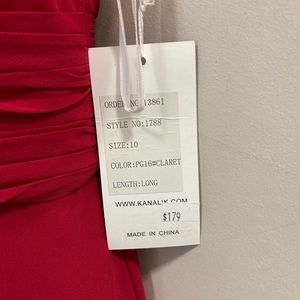 ORDER NO:13861
STYLE NO:1788
SIZE:10
COLOR:PG16#CLARET
LENGTH:LONG
WWW.KANALI'K.COM
$179
MADE IN CHINA